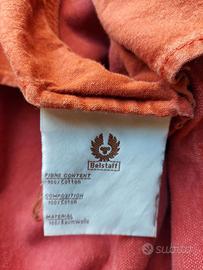 Belstaff
FIBRE CONTENT
100%Cotton
COMPOSITION
100%Coton
MATERIAL
100%Baumwolle
SUBITO